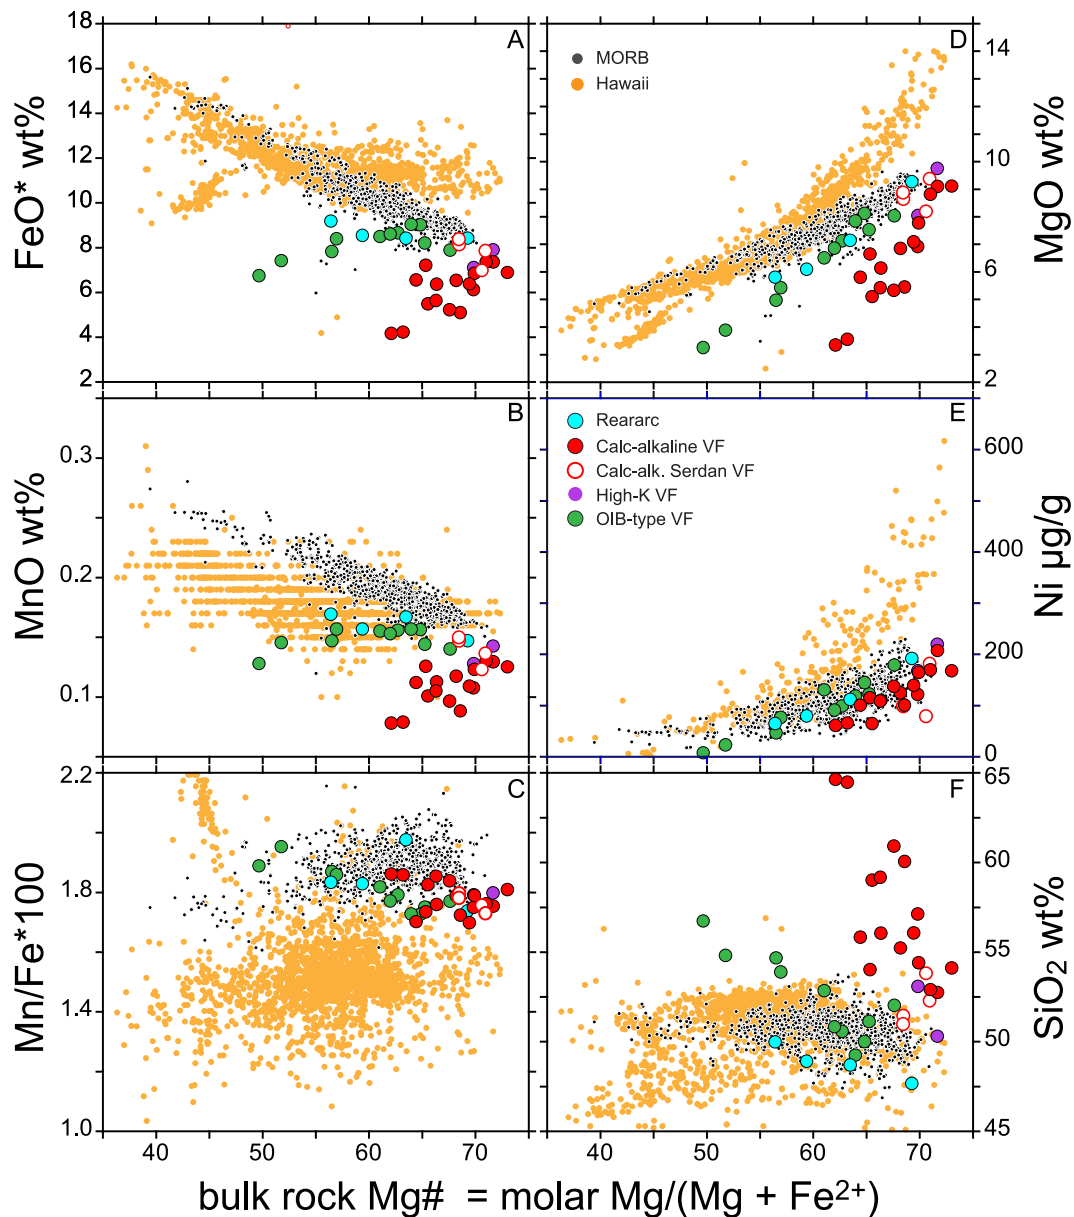 A
18
16
14
12
10
8
6
4
2
FeO* wt%
D
MORB
Hawaii
14
10
6
2
MgO wt%
B
0.3
0.2
0.1
MnO wt%
E
Reararc
Calc-alkaline VF
Calc-alk. Serdan VF
High-K VF
OIB-type VF
600
400
200
0
Ni µg/g
C
2.2
1.8
1.4
1.0
Mn/Fe*100
F
65
60
55
50
45
SiO2 wt%
40 50 60 70
40 50 60 70
bulk rock Mg# = molar Mg/(Mg + Fe2+)